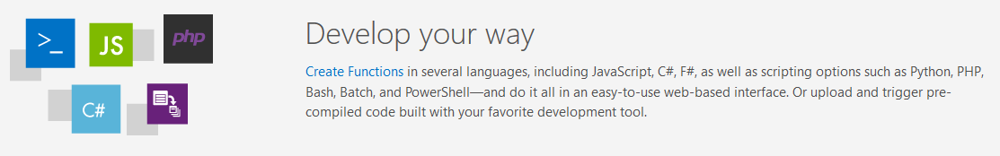 >_
JS
php
C#
Develop your way
Create Functions in several languages, including JavaScript, C#, F#, as well as scripting options such as Python, PHP,
Bash, Batch, and PowerShell—and do it all in an easy-to-use web-based interface. Or upload and trigger pre-
compiled code built with your favorite development tool.